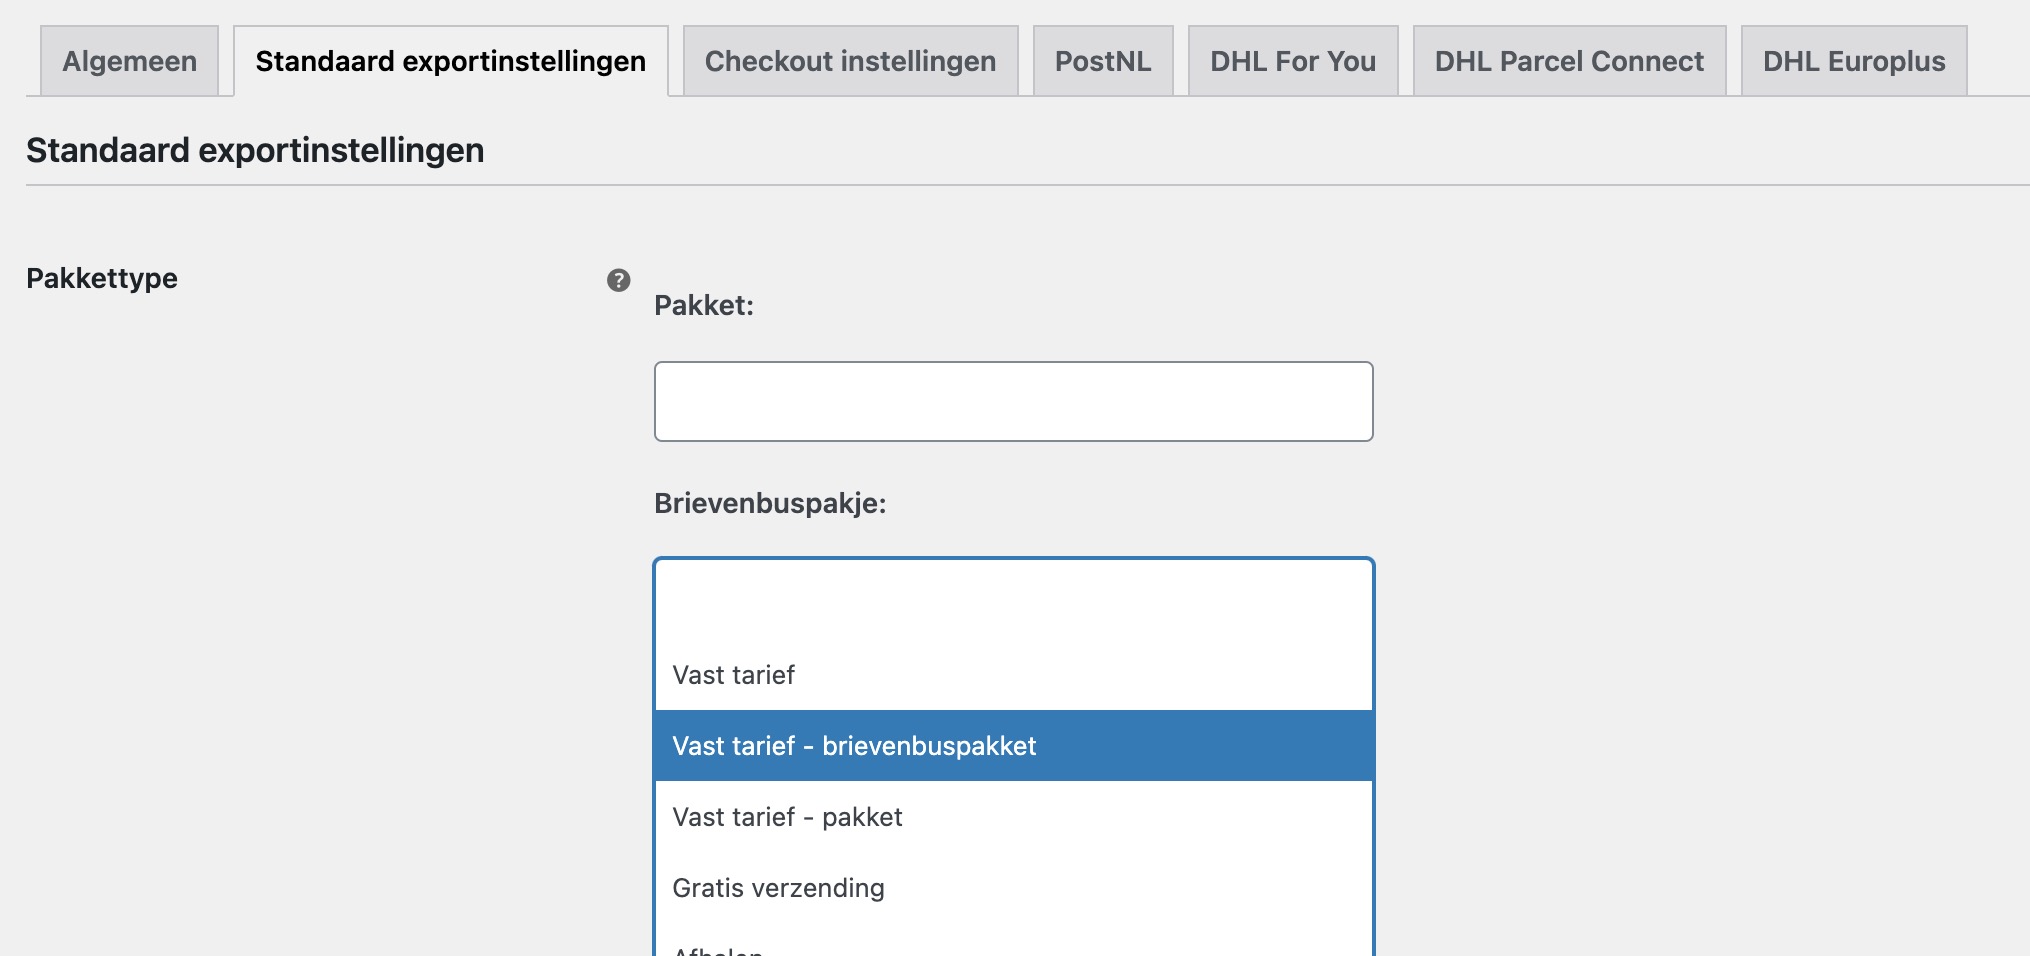 Algemeen Standaard exportinstellingen Checkout instellingen PostNL DHL For You DHL Parcel Connect DHL Europlus
Standaard exportinstellingen
Pakkettype ?
Pakket:
Brievenbuspakje:
Vast tarief
Vast tarief - brievenbuspakket
Vast tarief - pakket
Gratis verzending
Afhalen